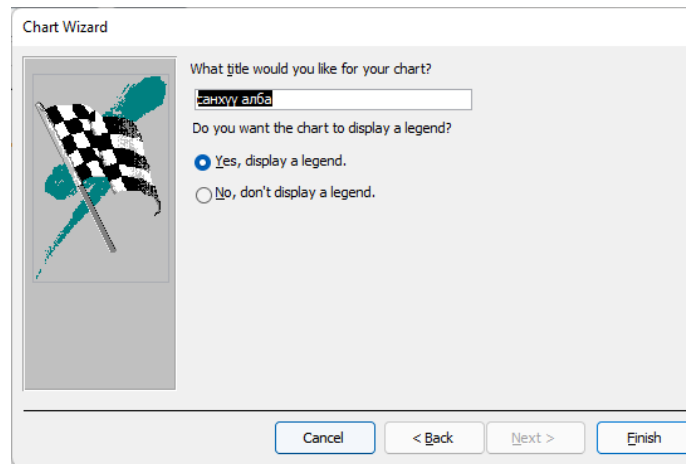 Chart Wizard
What title would you like for your chart?
санхүү алба
Do you want the chart to display a legend?
Yes, display a legend.
No, don't display a legend.
Cancel
< Back
Next >
Finish